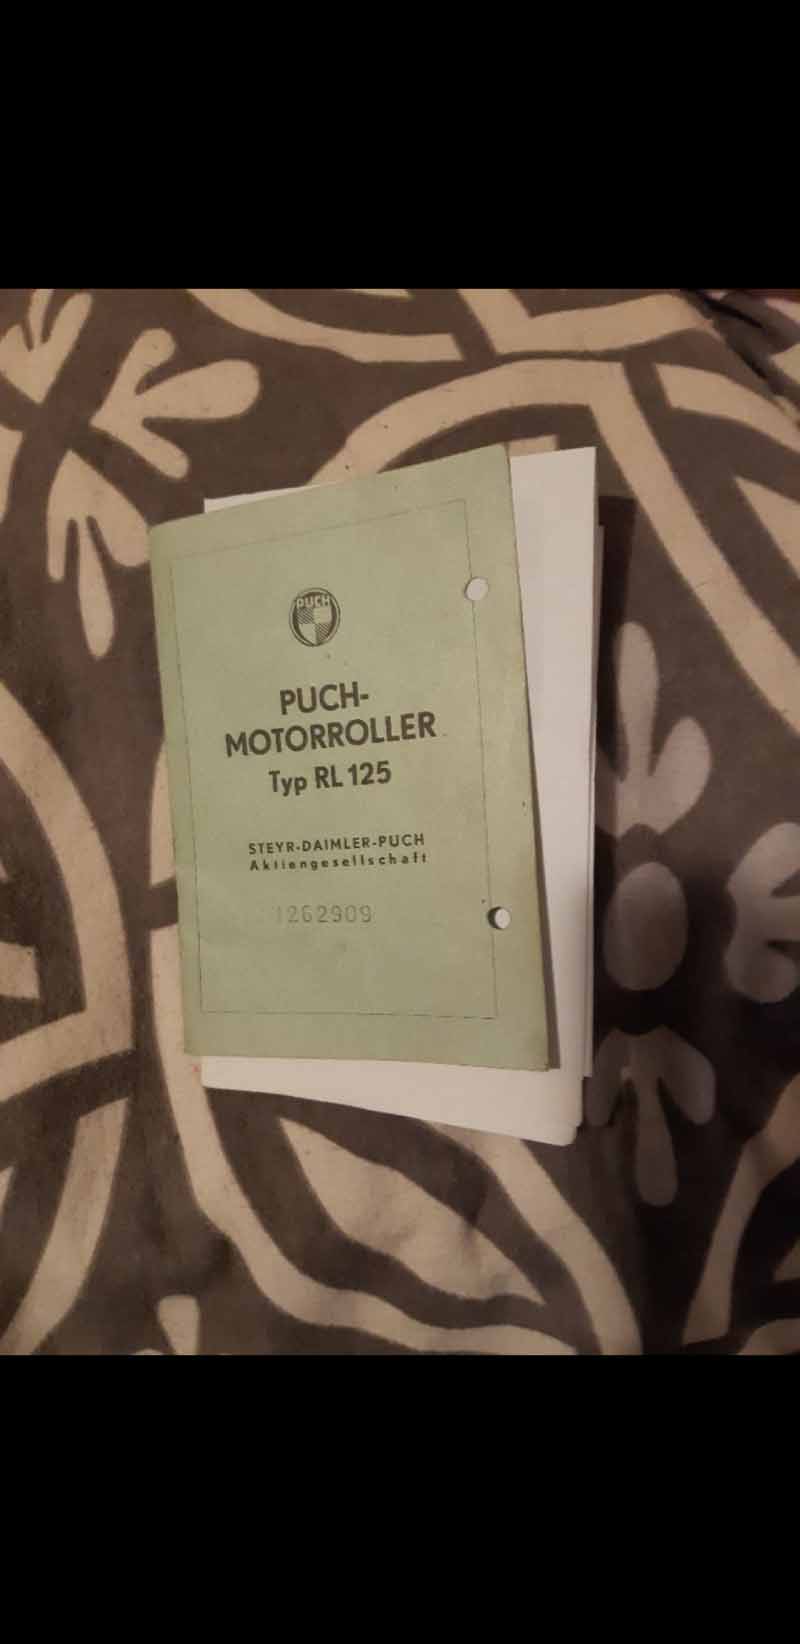 PUCH
PUCH-
MOTORROLLER
Typ RL 125
STEYR-DAIMLER-PUCH
Aktiengesellschaft
1262909